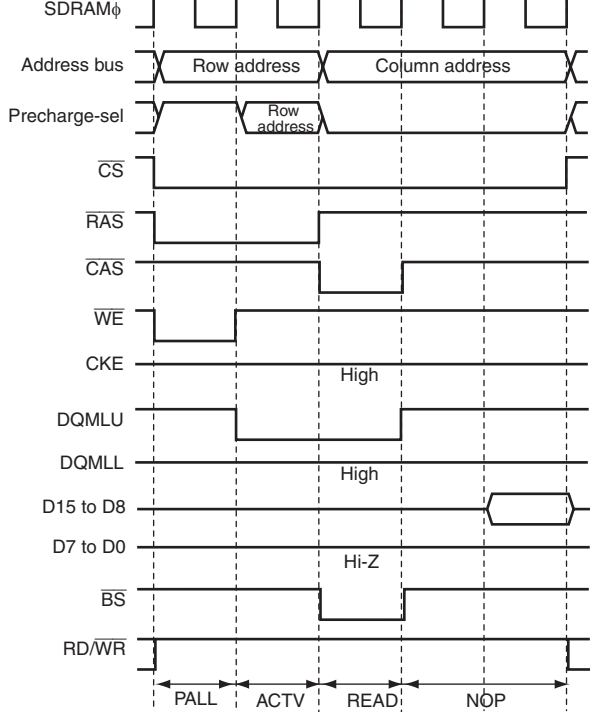 SDRAMϕ
Address bus
Row address
Column address
Precharge-sel
Row
address
CS
RAS
CAS
WE
CKE
High
DQMLU
DQMLL
High
D15 to D8
D7 to D0
Hi-Z
BS
RD/WR
PALL
ACTV
READ
NOP